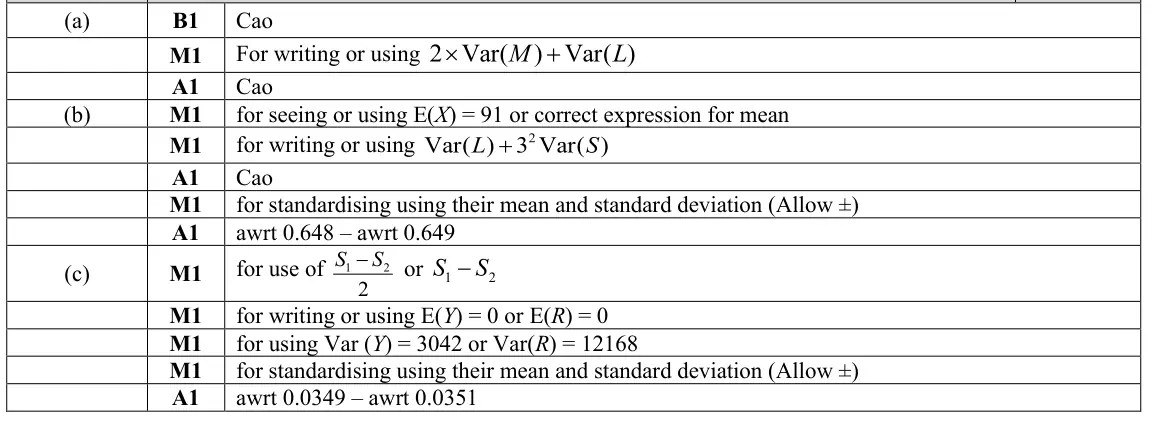 (a) B1 Cao
M1 For writing or using 2×Var(M)+Var(L)
A1 Cao
(b) M1 for seeing or using E(X) = 91 or correct expression for mean
M1 for writing or using Var(L)+3²Var(S)
A1 Cao
M1 for standardising using their mean and standard deviation (Allow ±)
A1 awrt 0.648 – awrt 0.649
(c) M1 for use of (S₁−S₂)/2 or S₁−S₂
M1 for writing or using E(Y) = 0 or E(R) = 0
M1 for using Var (Y) = 3042 or Var(R) = 12168
M1 for standardising using their mean and standard deviation (Allow ±)
A1 awrt 0.0349 – awrt 0.0351